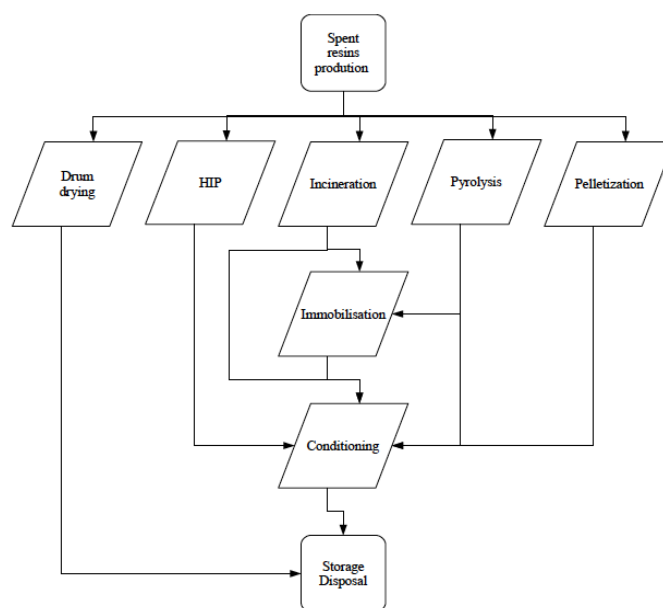 Spent
resins
prodution
Drum
drying
HIP
Incineration
Pyrolysis
Pelletization
Immobilisation
Conditioning
Storage
Disposal